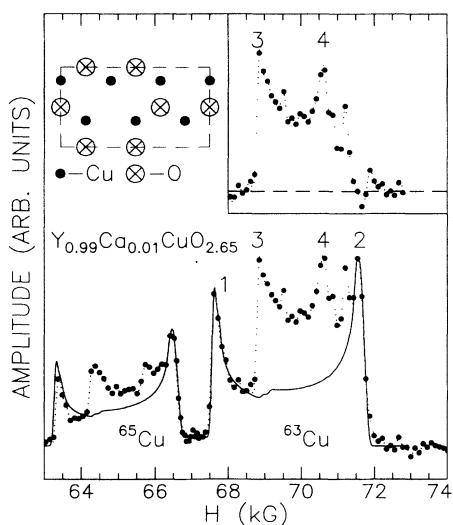 3 4
●—Cu ⊗—O
Y0.99Ca0.01CuO2.65
1 3 4 2
65Cu 63Cu
64 66 68 70 72 74
H (kG)
AMPLITUDE (ARB. UNITS)